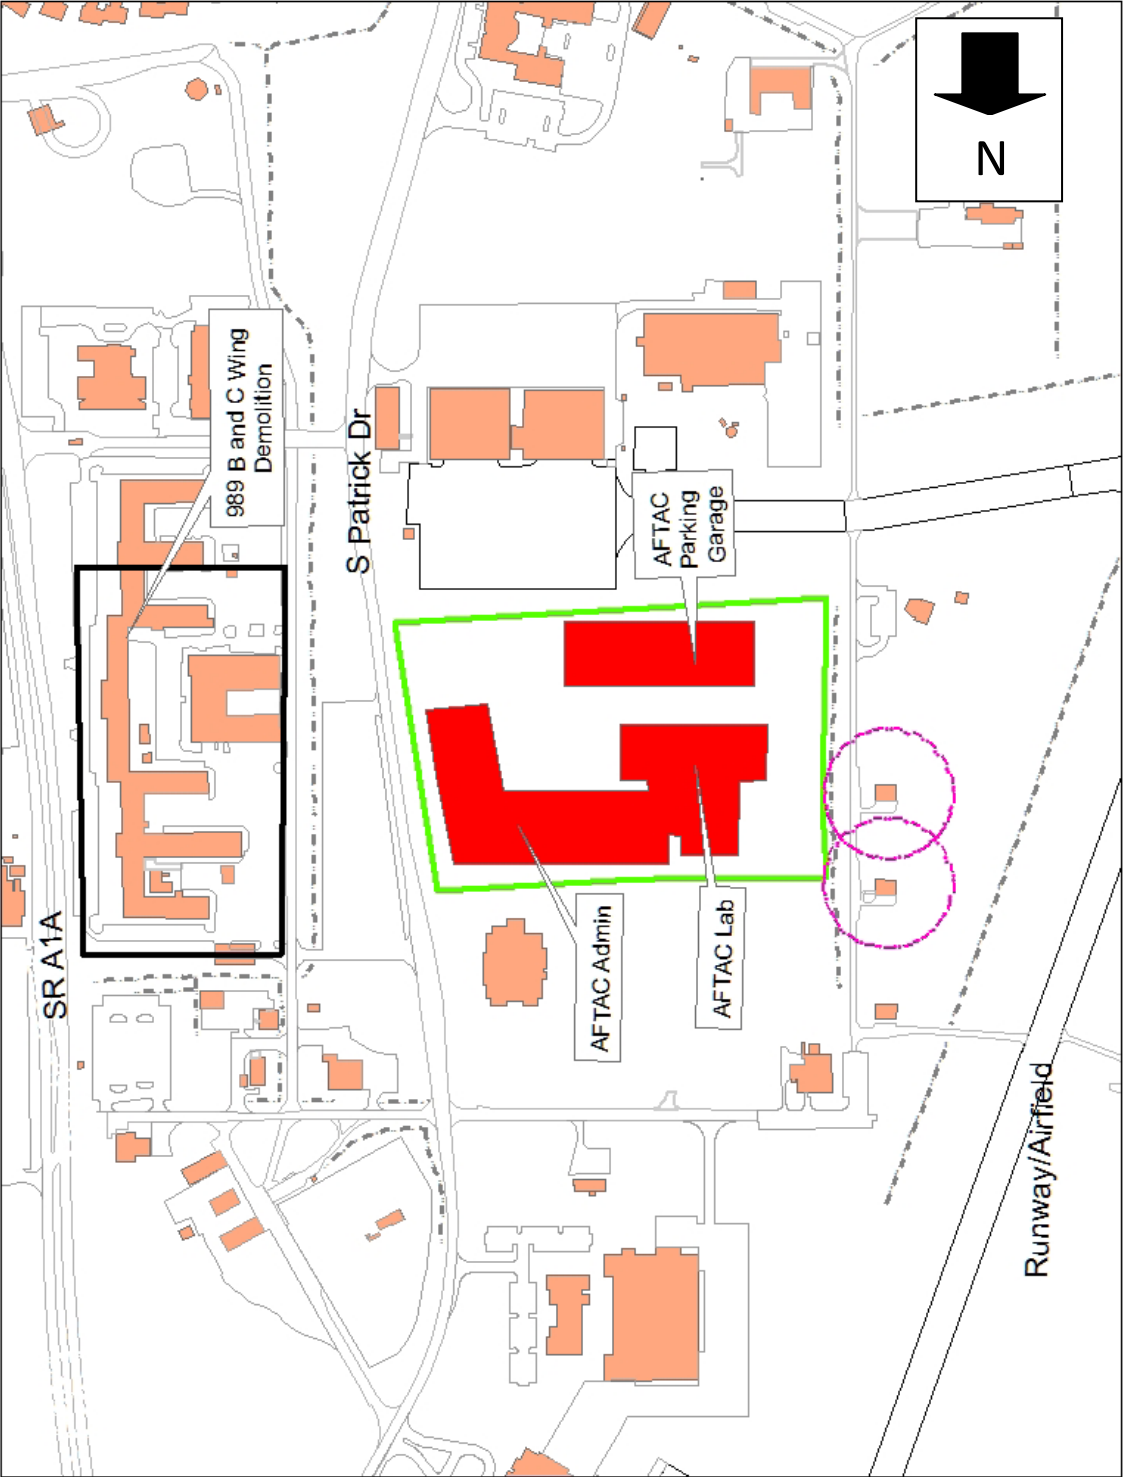 N
989 B and C Wing
Demolition
S Patrick Dr
AFTAC
Parking
Garage
SR A1A
AFTAC Admin
AFTAC Lab
Runway/Airfield